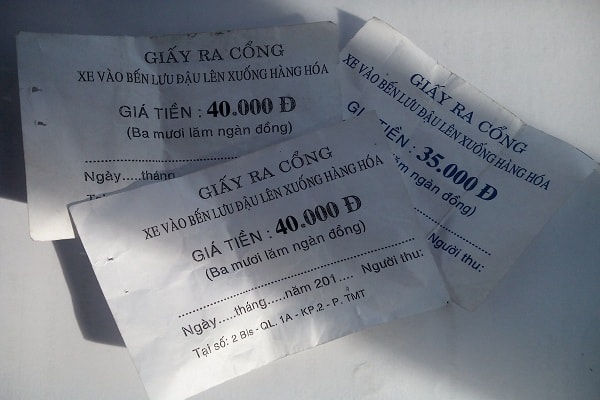 GIẤY RA CỔNG
XE VÀO BẾN LƯU ĐẬU LÊN XUỐNG HÀNG HÓA
GIÁ TIỀN : 40.000 Đ
(Ba mươi lăm ngàn đồng)
Ngày.....tháng
Tại
GIẤY RA CỔNG
XE VÀO BẾN LƯU ĐẬU LÊN XUỐNG HÀNG HÓA
TIỀN : 35.000 Đ
lăm ngàn đồng)
Người thu:
GIẤY RA CỔNG
XE VÀO BẾN LƯU ĐẬU LÊN XUỐNG HÀNG HÓA
GIÁ TIỀN : 40.000 Đ
(Ba mươi lăm ngàn đồng)
Ngày.....tháng.....năm 201.... Người thu:
Tại số: 2 Bis - QL. 1A - KP.2 - P. TMT